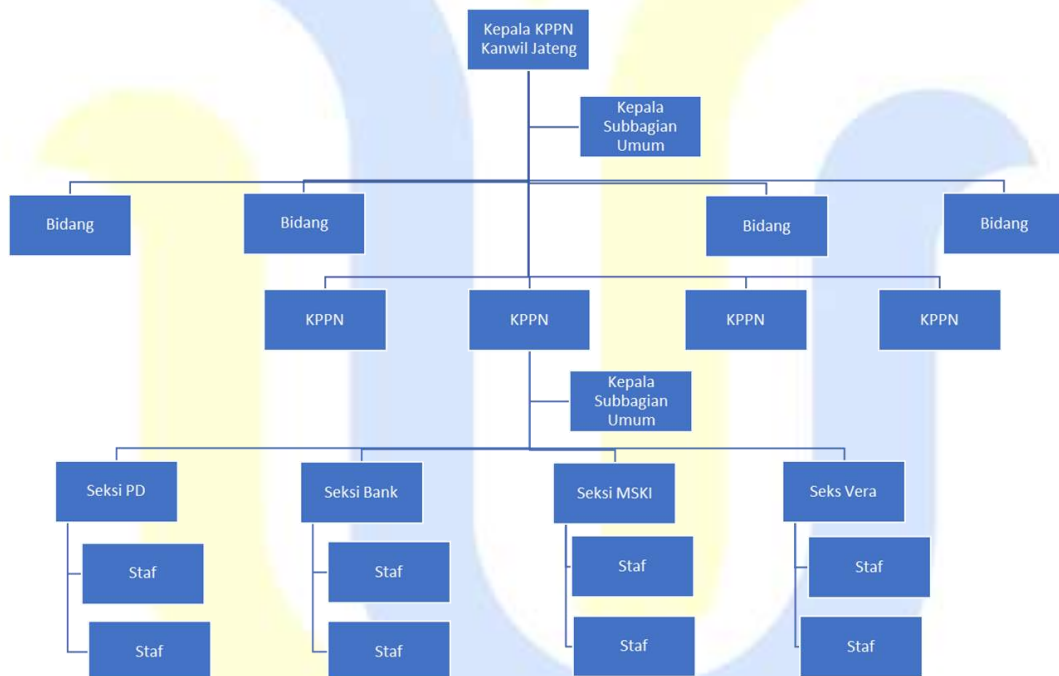 Kepala KPPN
Kanwil Jateng
Kepala
Subbagian
Umum
Bidang
Bidang
Bidang
Bidang
KPPN
KPPN
KPPN
KPPN
Kepala
Subbagian
Umum
Seksi PD
Seksi Bank
Seksi MSKI
Seks Vera
Staf
Staf
Staf
Staf
Staf
Staf
Staf
Staf